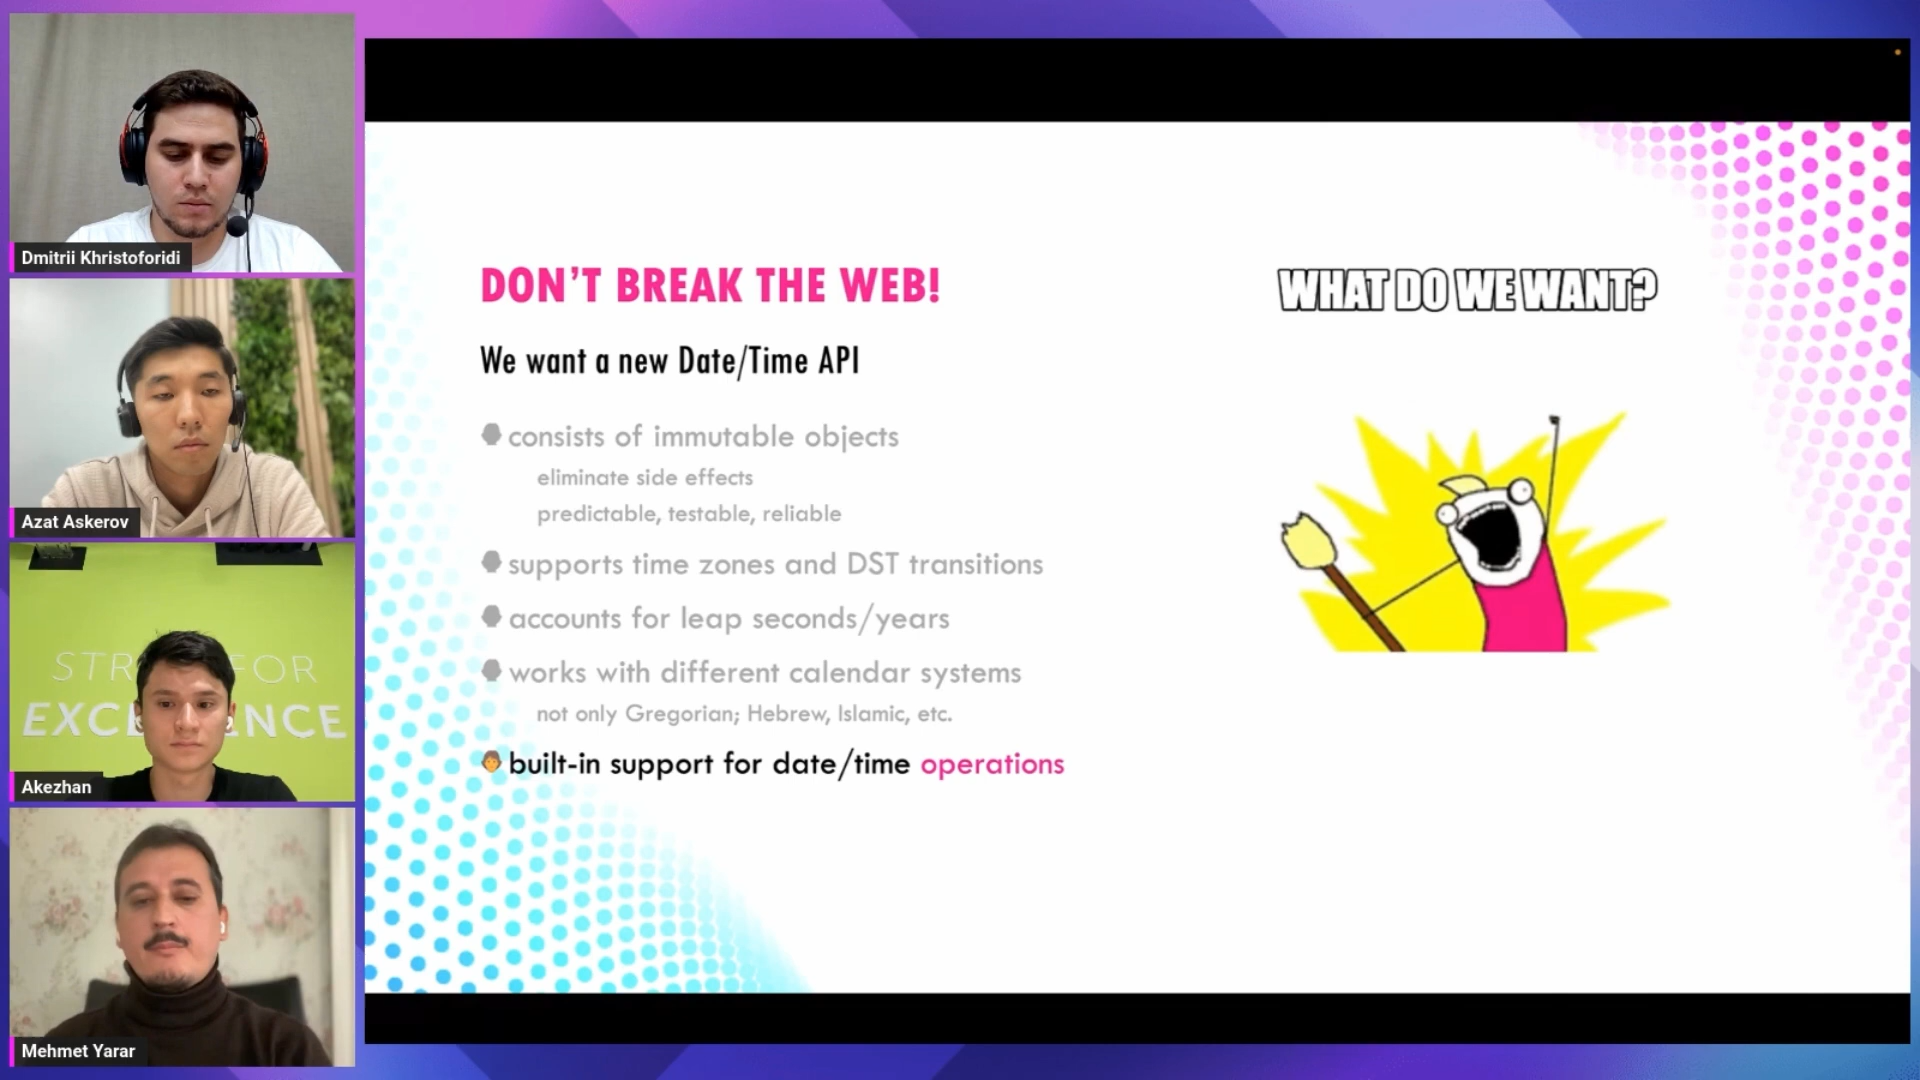 Dmitrii Khristoforidi
Azat Askerov
STR FOR
EXCE ENCE
Akezhan
Mehmet Yarar
DON'T BREAK THE WEB!
We want a new Date/Time API
consists of immutable objects
eliminate side effects
predictable, testable, reliable
supports time zones and DST transitions
accounts for leap seconds/years
works with different calendar systems
not only Gregorian; Hebrew, Islamic, etc.
built-in support for date/time operations
WHAT DO WE WANT?